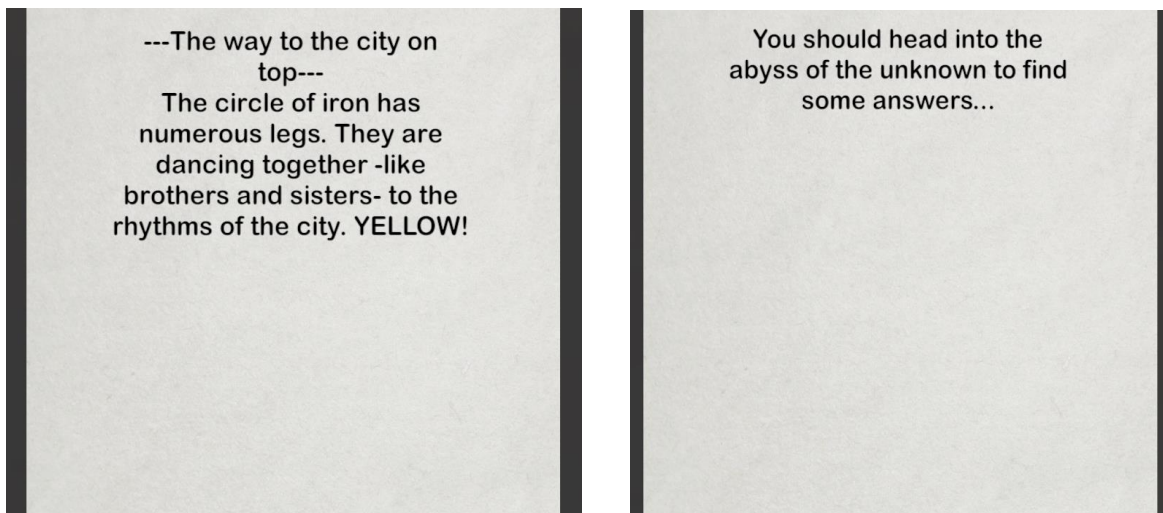 ---The way to the city on
top---
The circle of iron has
numerous legs. They are
dancing together -like
brothers and sisters- to the
rhythms of the city. YELLOW!
You should head into the
abyss of the unknown to find
some answers...